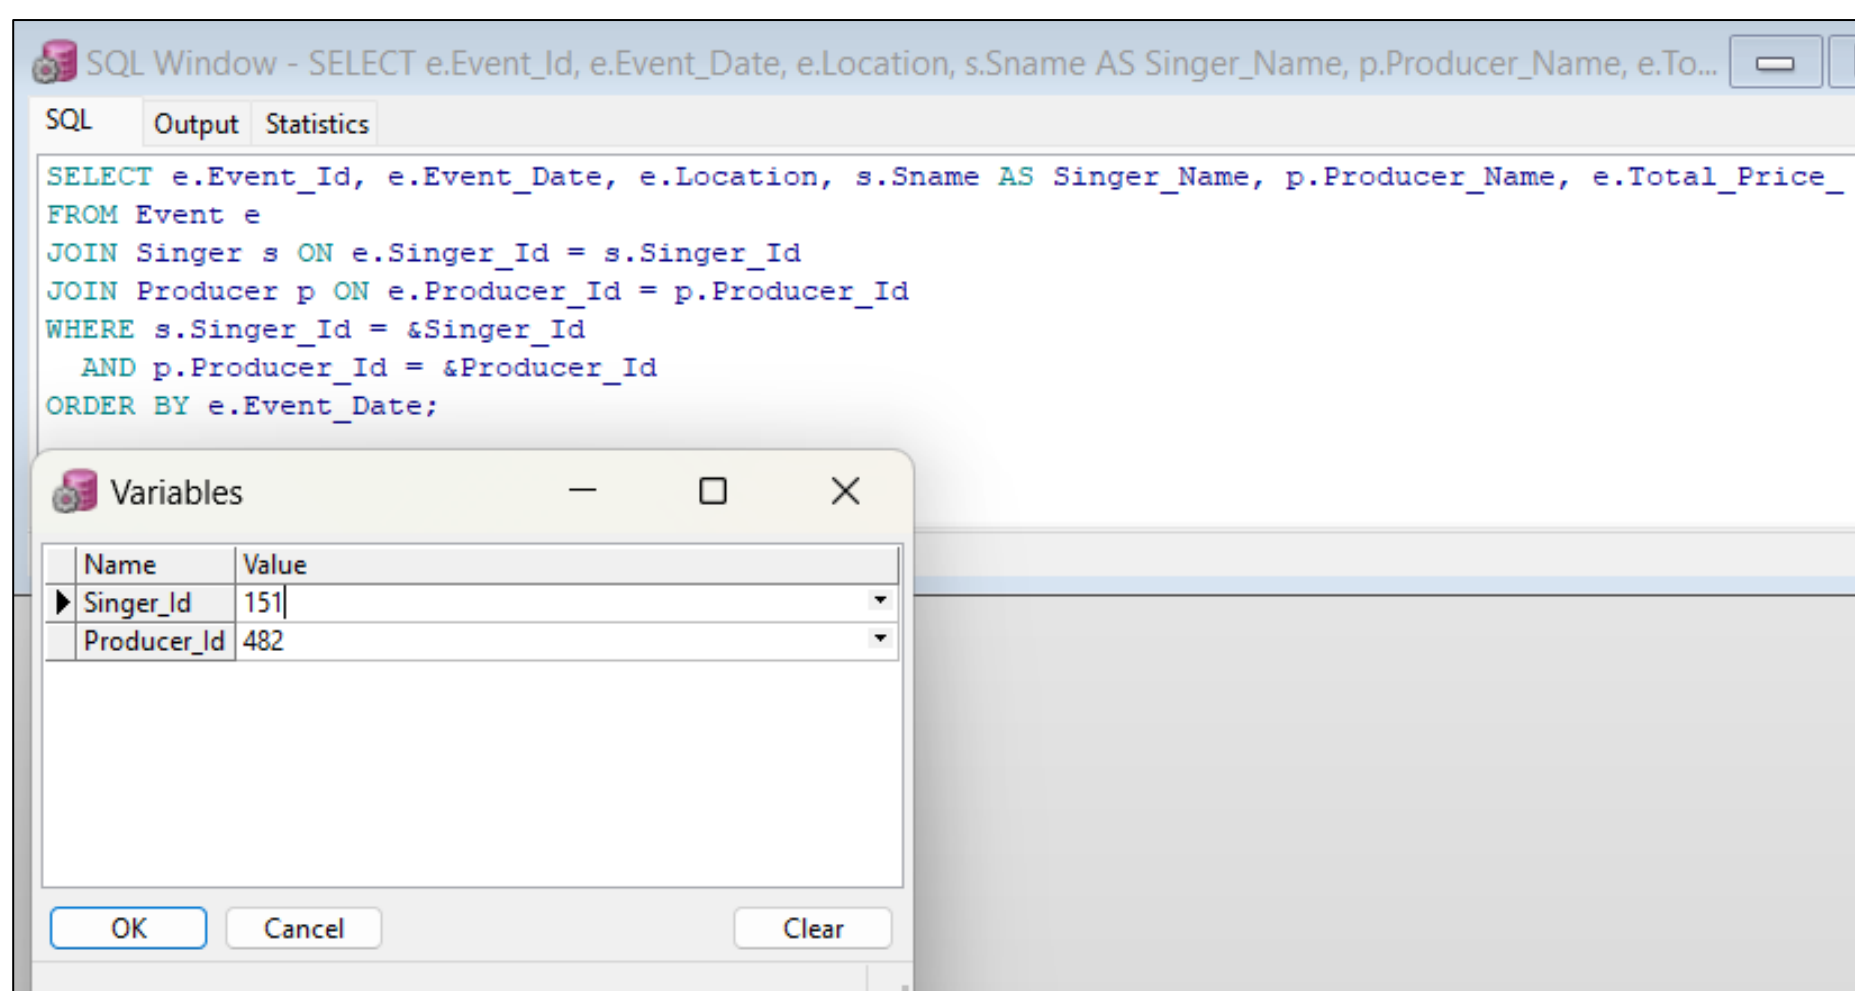 SQL Window - SELECT e.Event_Id, e.Event_Date, e.Location, s.Sname AS Singer_Name, p.Producer_Name, e.To...
SQL Output Statistics
SELECT e.Event_Id, e.Event_Date, e.Location, s.Sname AS Singer_Name, p.Producer_Name, e.Total_Price_
FROM Event e
JOIN Singer s ON e.Singer_Id = s.Singer_Id
JOIN Producer p ON e.Producer_Id = p.Producer_Id
WHERE s.Singer_Id = &Singer_Id
AND p.Producer_Id = &Producer_Id
ORDER BY e.Event_Date;
Variables
Name Value
Singer_Id 151
Producer_Id 482
OK Cancel Clear